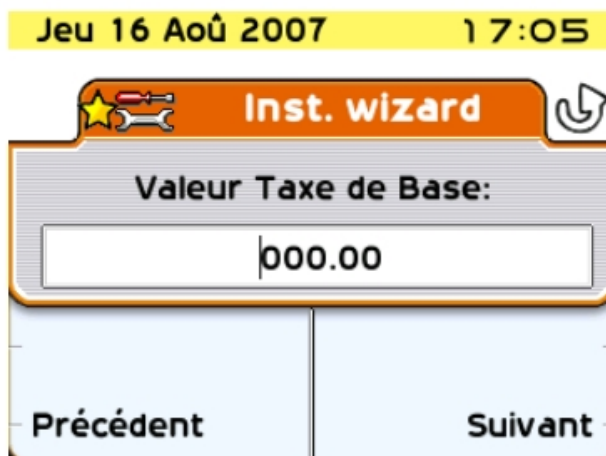 Jeu 16 Aoû 2007 17:05
Inst. wizard
Valeur Taxe de Base:
000.00
Précédent Suivant